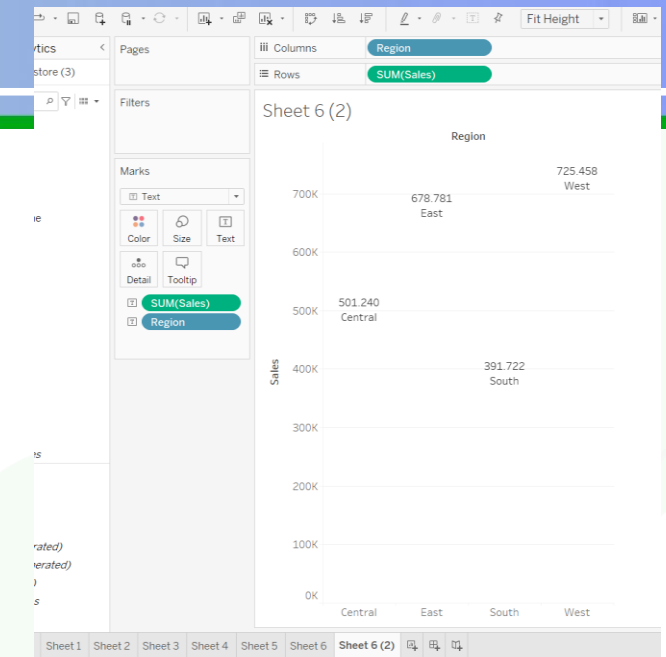 Fit Height
tics
Pages
Columns
Region
store (3)
Rows
SUM(Sales)
Filters
Sheet 6 (2)
Region
Marks
Text
Color
Size
Text
Detail
Tooltip
SUM(Sales)
Region
725.458
West
700K
678.781
East
600K
501.240
Central
500K
391.722
South
400K
Sales
300K
200K
100K
0K
Central
East
South
West
rated)
erated)
Sheet 1
Sheet 2
Sheet 3
Sheet 4
Sheet 5
Sheet 6
Sheet 6 (2)